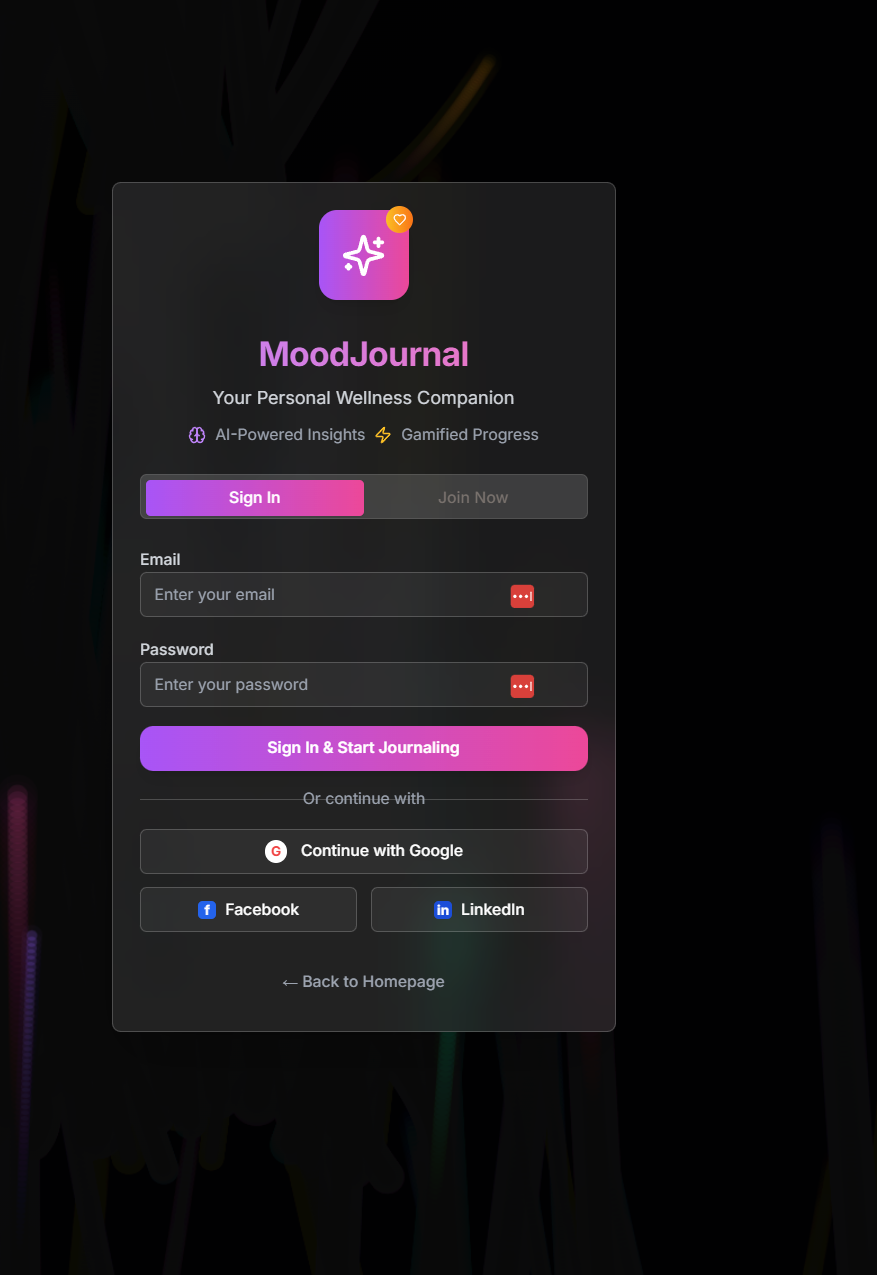 MoodJournal
Your Personal Wellness Companion
AI-Powered Insights Gamified Progress
Sign In Join Now
Email
Enter your email
Password
Enter your password
Sign In & Start Journaling
Or continue with
G Continue with Google
f Facebook in LinkedIn
← Back to Homepage